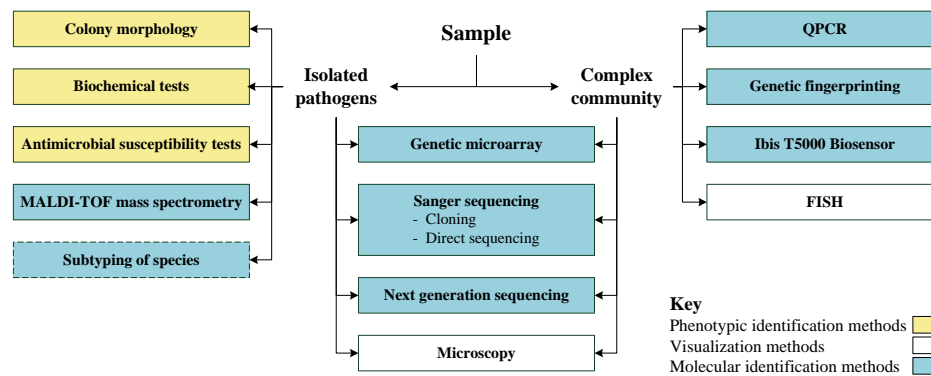 Sample
Colony morphology
Biochemical tests
Antimicrobial susceptibility tests
MALDI-TOF mass spectrometry
Subtyping of species
Isolated
pathogens
Complex
community
Genetic microarray
Sanger sequencing
- Cloning
- Direct sequencing
Next generation sequencing
Microscopy
QPCR
Genetic fingerprinting
Ibis T5000 Biosensor
FISH
Key
Phenotypic identification methods
Visualization methods
Molecular identification methods